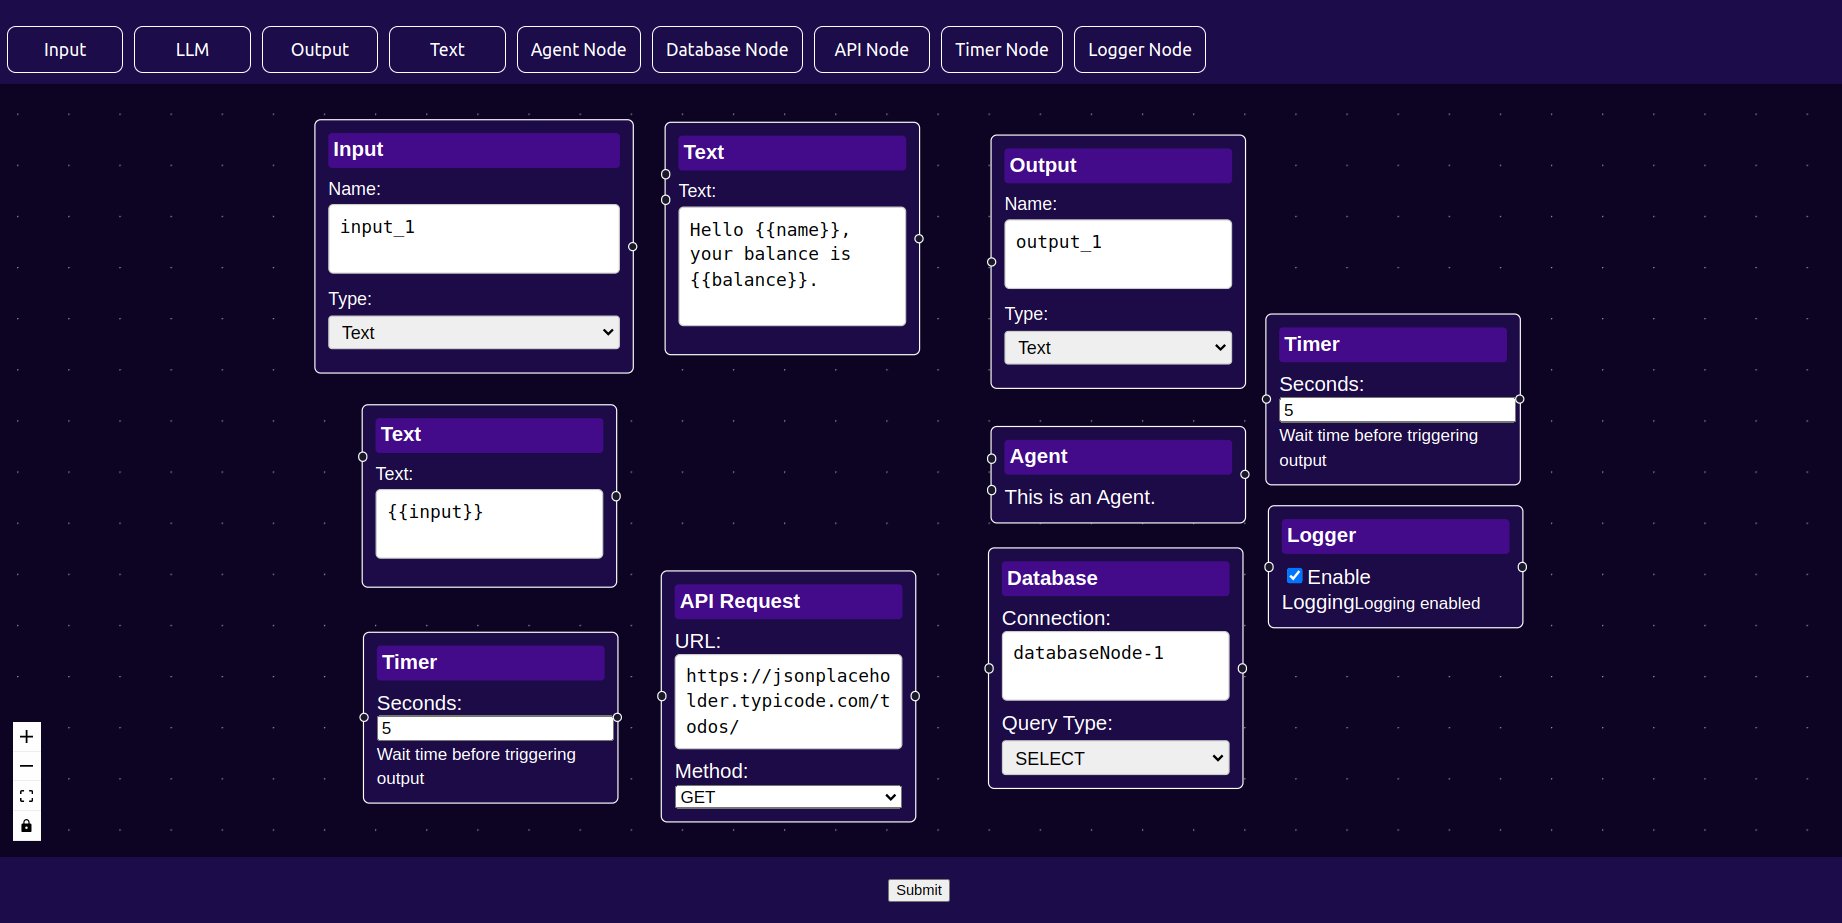 Input
LLM
Output
Text
Agent Node
Database Node
API Node
Timer Node
Logger Node
Input
Name:
input_1
Type:
Text
Text
Text:
Hello {{name}},
your balance is
{{balance}}.
Output
Name:
output_1
Type:
Text
Timer
Seconds:
5
Wait time before triggering
output
Text
Text:
{{input}}
Agent
This is an Agent.
Logger
Enable
LoggingLogging enabled
API Request
URL:
https://jsonplaceho
lder.typicode.com/t
odos/
Method:
GET
Database
Connection:
databaseNode-1
Query Type:
SELECT
Timer
Seconds:
5
Wait time before triggering
output
Submit